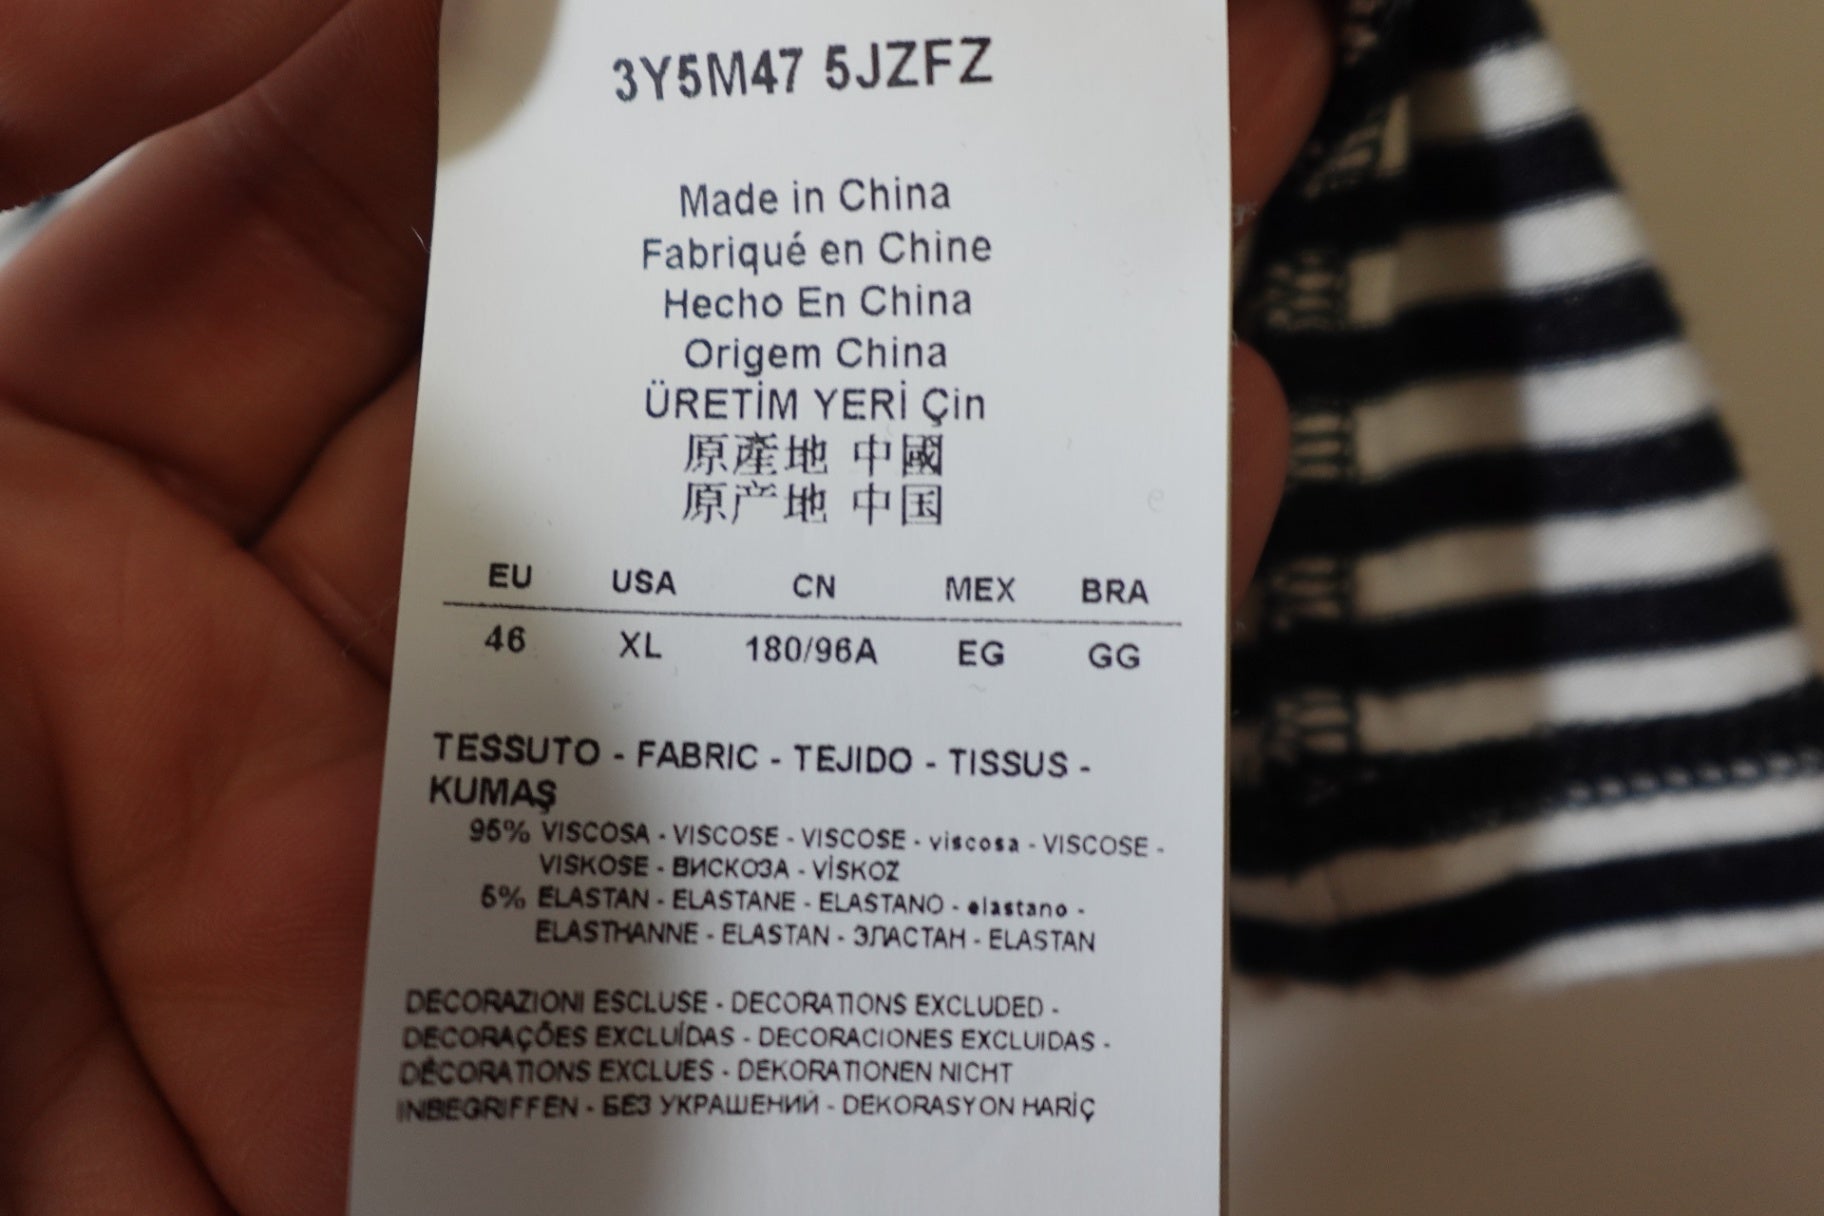 3Y5M47 5JZFZ
Made in China
Fabriqué en Chine
Hecho En China
Origem China
ÜRETİM YERİ Çin
原產地 中國
原产地 中国
EU USA CN MEX BRA
46 XL 180/96A EG GG
TESSUTO - FABRIC - TEJIDO - TISSUS -
KUMAŞ
95% VISCOSA - VISCOSE - VISCOSE - viscosa - VISCOSE -
VISKOSE - ВИСКОЗА - VİSKOZ
5% ELASTAN - ELASTANE - ELASTANO - elastano -
ELASTHANNE - ELASTAN - ЭЛАСТАН - ELASTAN
DECORAZIONI ESCLUSE - DECORATIONS EXCLUDED -
DECORAÇÕES EXCLUÍDAS - DECORACIONES EXCLUIDAS -
DÉCORATIONS EXCLUES - DEKORATIONEN NICHT
INBEGRIFFEN - БЕЗ УКРАШЕНИЙ - DEKORASYON HARİÇ